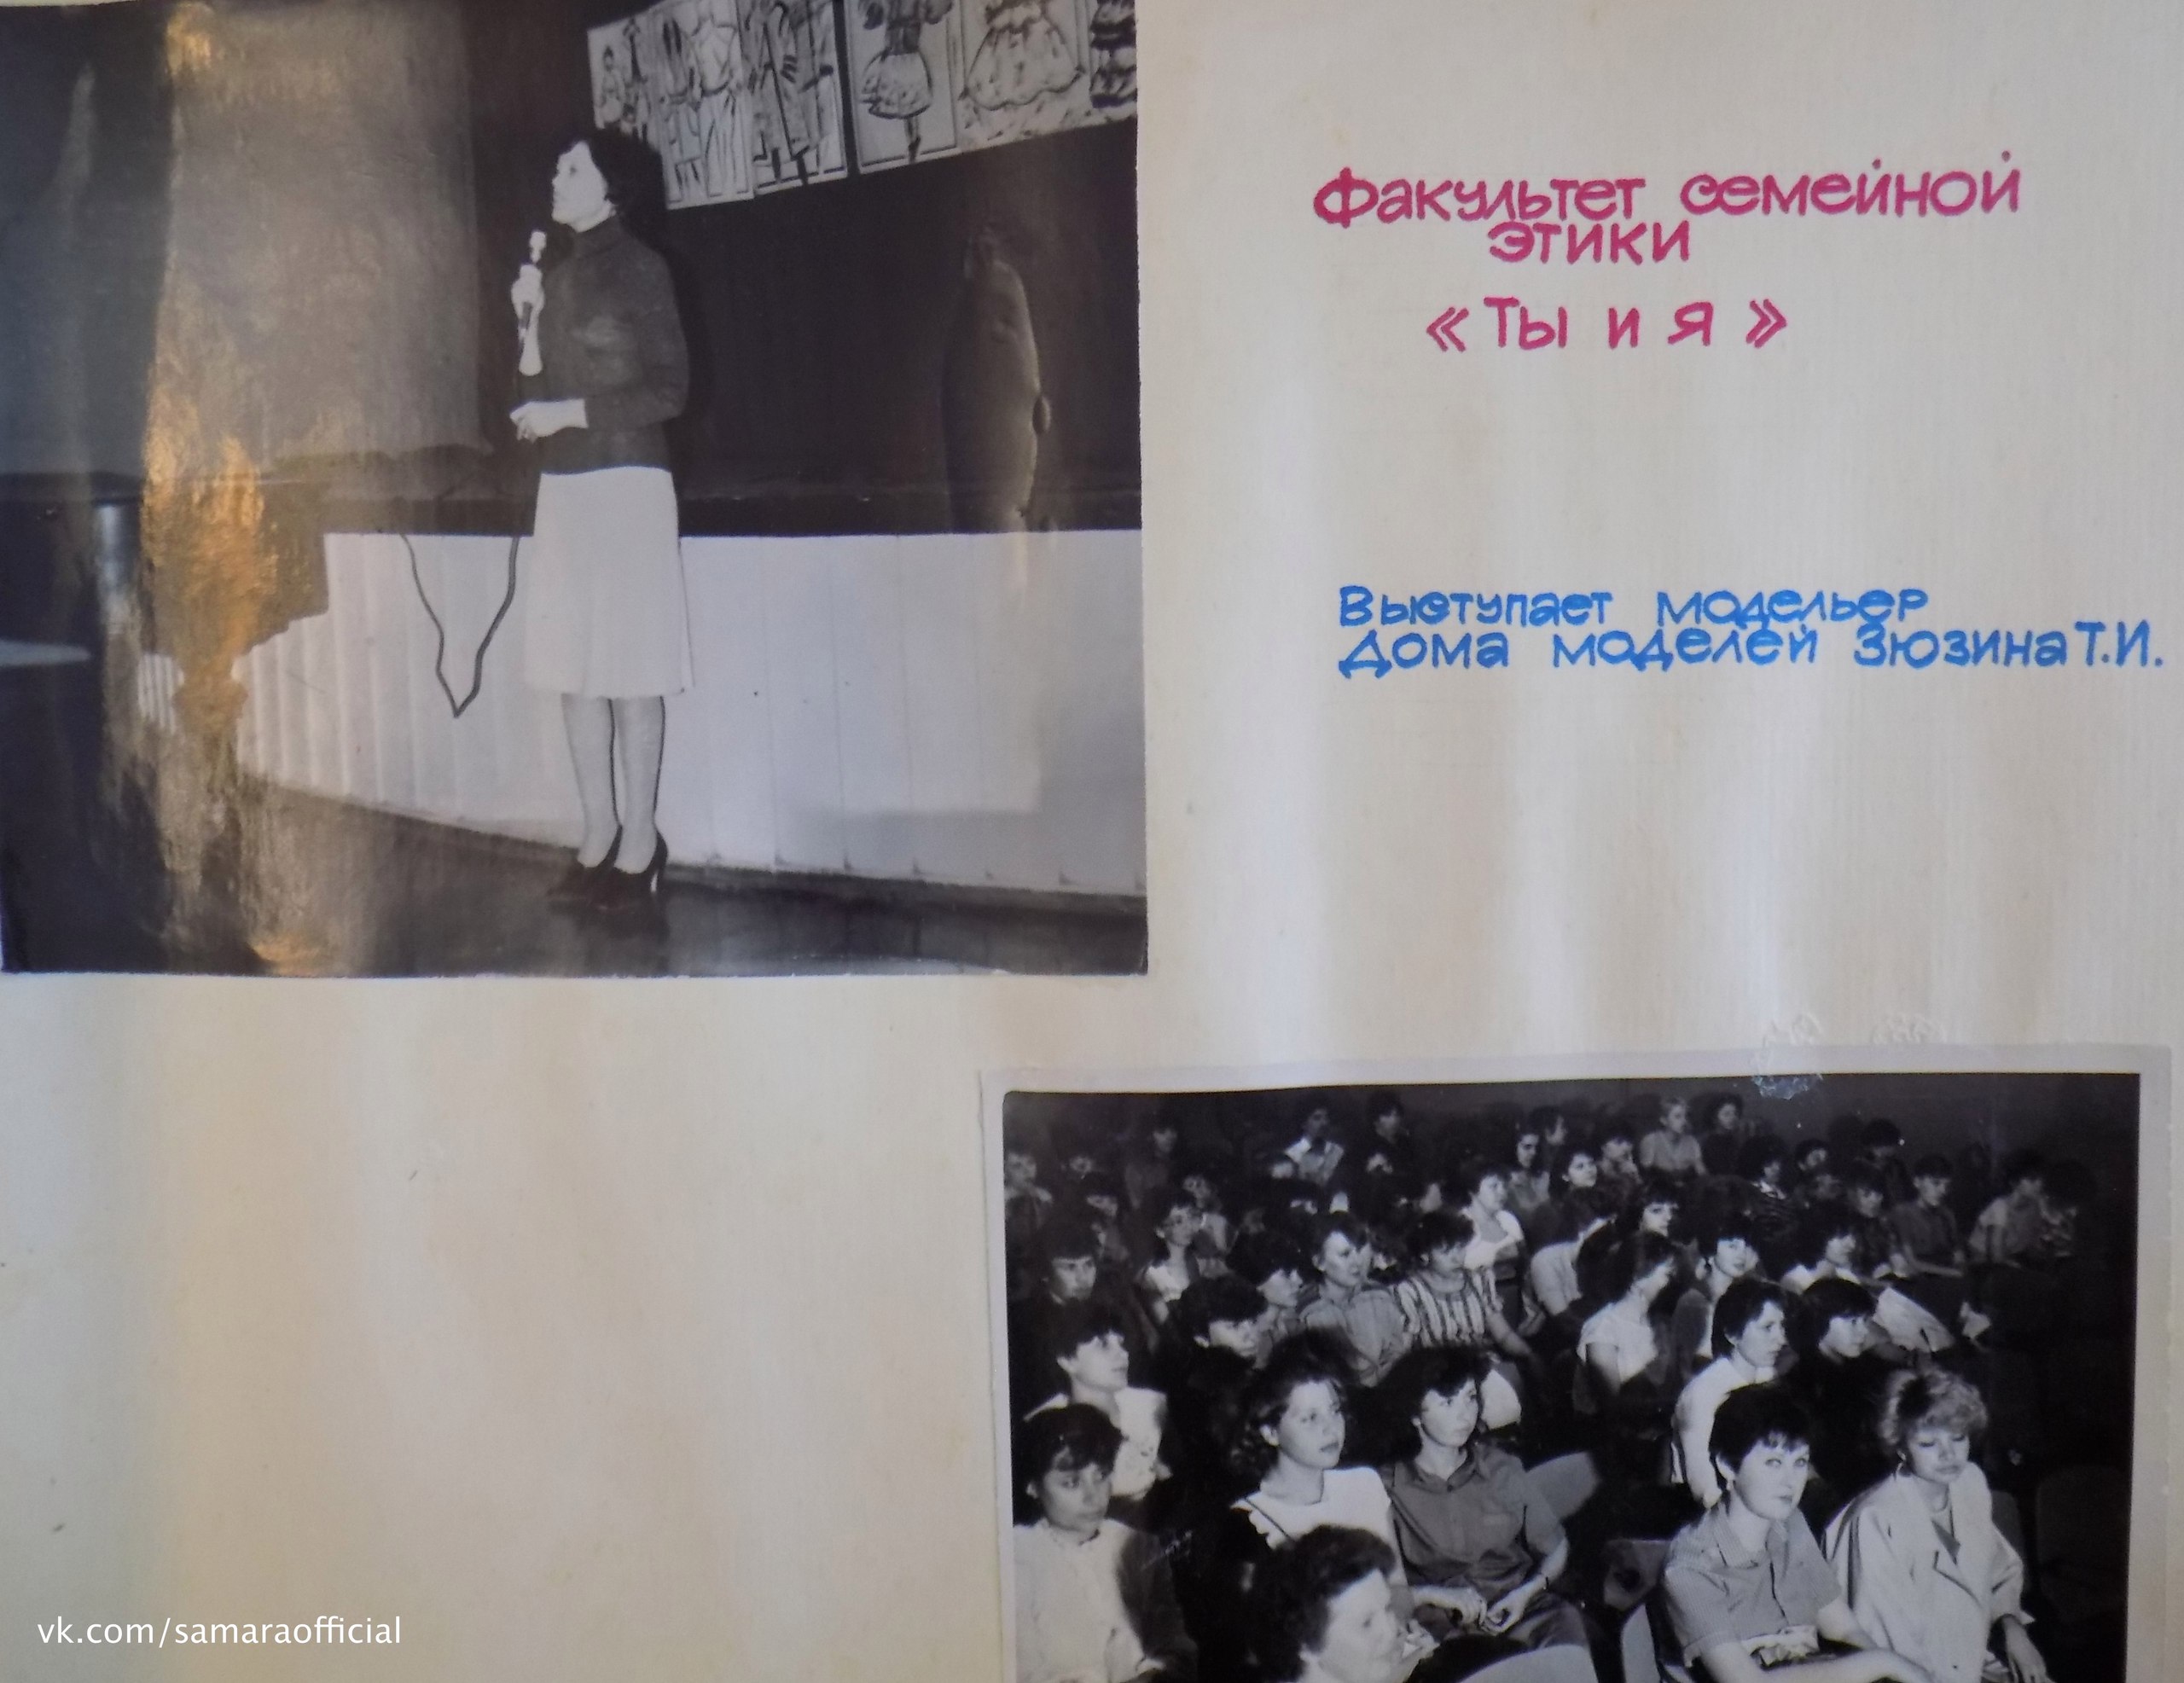 Факультет семейной
этики
« Ты и я »
Выступает модельер
Дома моделей Зюзина Т.И.
vk.com/samaraofficial